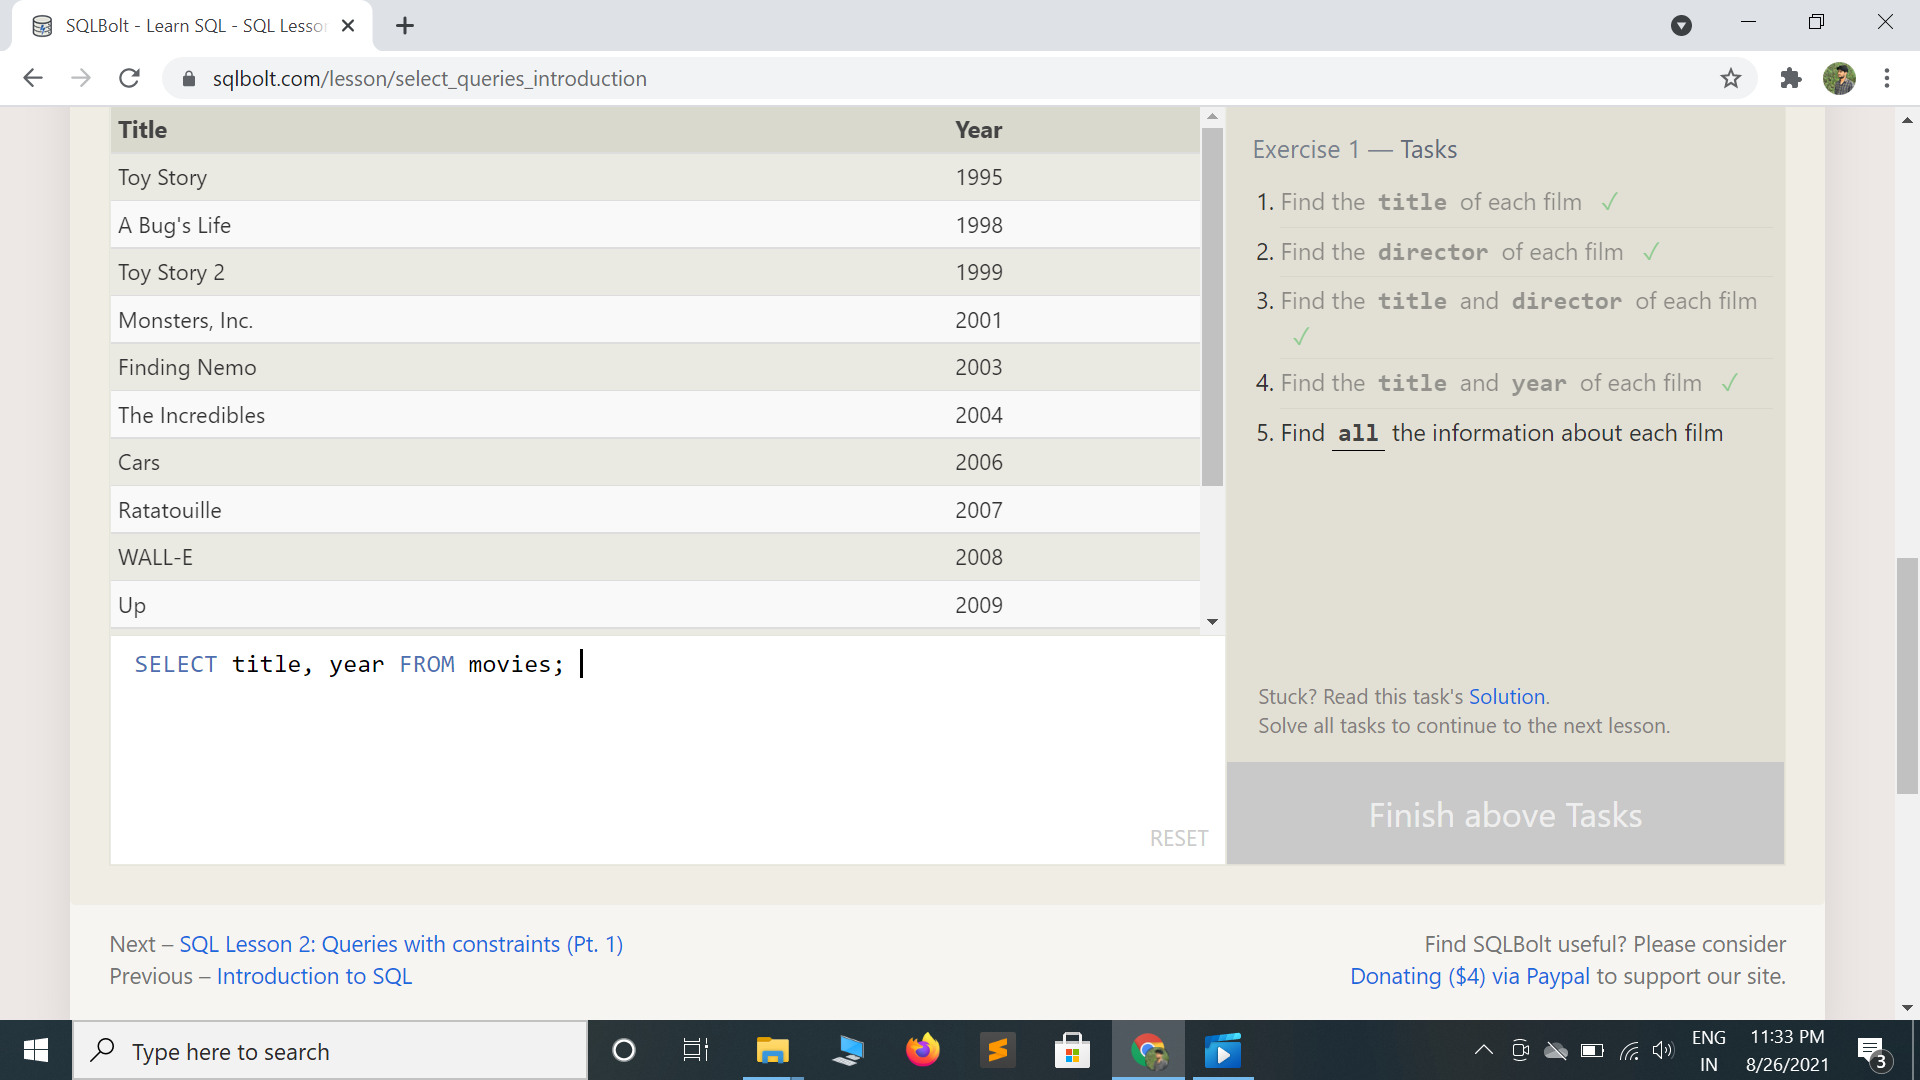 SQLBolt - Learn SQL - SQL Lesso
sqlbolt.com/lesson/select_queries_introduction
Title Year
Toy Story 1995
A Bug's Life 1998
Toy Story 2 1999
Monsters, Inc. 2001
Finding Nemo 2003
The Incredibles 2004
Cars 2006
Ratatouille 2007
WALL-E 2008
Up 2009
SELECT title, year FROM movies;
RESET
Exercise 1 — Tasks
1. Find the title of each film ✓
2. Find the director of each film ✓
3. Find the title and director of each film
✓
4. Find the title and year of each film ✓
5. Find all the information about each film
Stuck? Read this task's Solution.
Solve all tasks to continue to the next lesson.
Finish above Tasks
Next – SQL Lesson 2: Queries with constraints (Pt. 1)
Previous – Introduction to SQL
Find SQLBolt useful? Please consider
Donating ($4) via Paypal to support our site.
Type here to search
ENG
IN
11:33 PM
8/26/2021
3